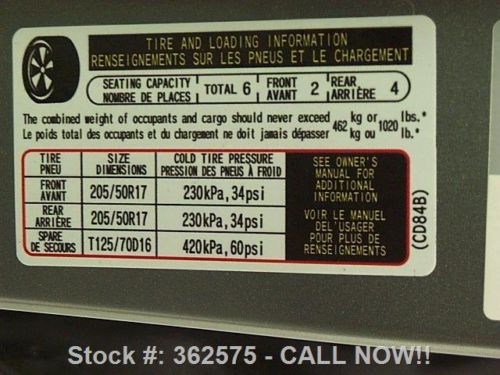 TIRE AND LOADING INFORMATION
RENSEIGNEMENTS SUR LES PNEUS ET LE CHARGEMENT
SEATING CAPACITY
NOMBRE DE PLACES
TOTAL 6
FRONT
AVANT 2
REAR
ARRIÈRE 4
The combined weight of occupants and cargo should never exceed 462 kg or 1020 lbs.*
Le poids total des occupants et du chargement ne doit jamais dépasser 462 kg ou 1020 lb.*
TIRE
PNEU
SIZE
DIMENSIONS
COLD TIRE PRESSURE
PRESSION DES PNEUS À FROID
FRONT
AVANT
205/50R17
230kPa, 34psi
REAR
ARRIÈRE
205/50R17
230kPa, 34psi
SPARE
DE SECOURS
T125/70D16
420kPa, 60psi
SEE OWNER'S
MANUAL FOR
ADDITIONAL
INFORMATION
VOIR LE MANUEL
DEL'USAGER
POUR PLUS DE
RENSEIGNEMENTS
(CD84B)
Stock #: 362575 - CALL NOW!!